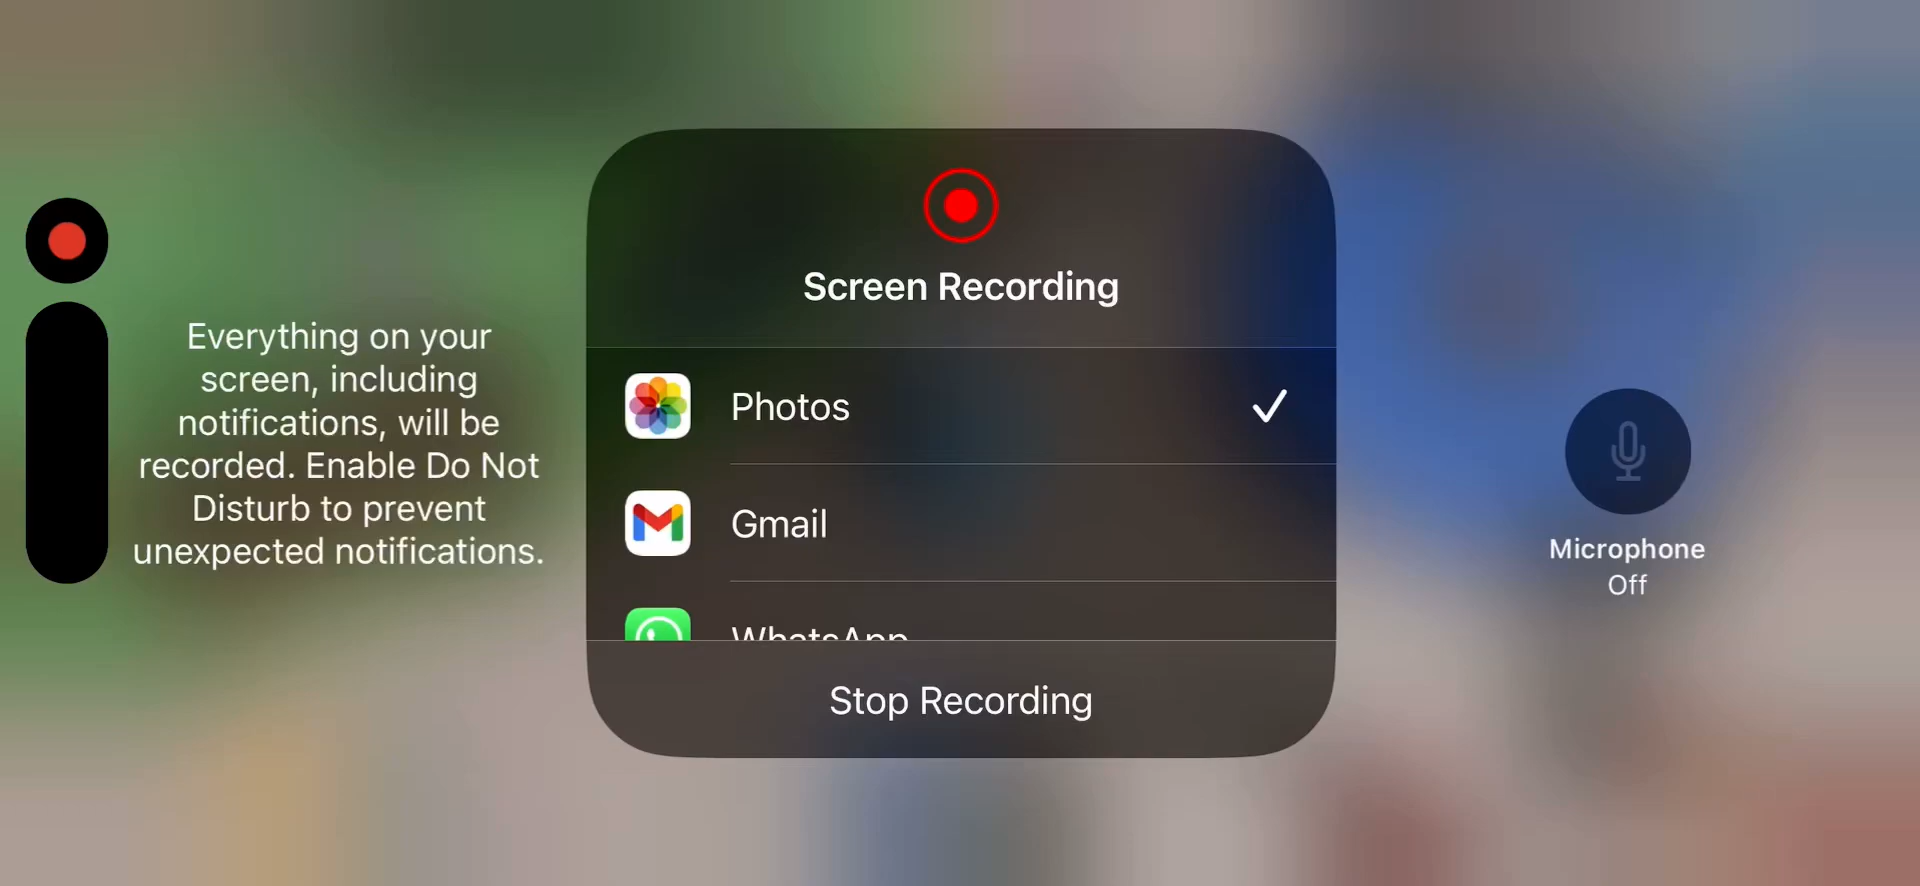 Everything on your
screen, including
notifications, will be
recorded. Enable Do Not
Disturb to prevent
unexpected notifications.
Screen Recording
Photos
Gmail
WhatsApp
Stop Recording
Microphone
Off